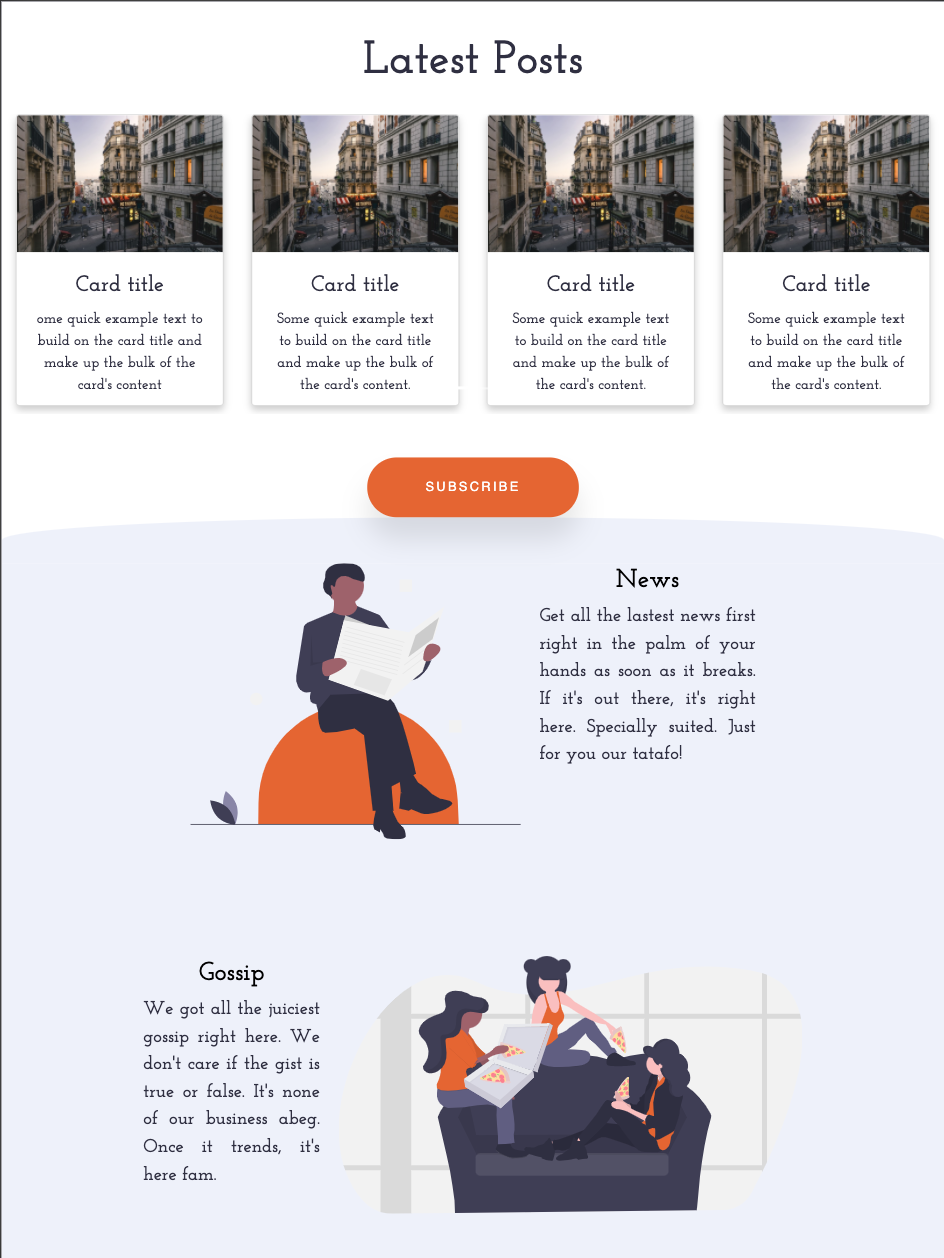 Latest Posts
Card title
ome quick example text to
build on the card title and
make up the bulk of the
card's content
Card title
Some quick example text
to build on the card title
and make up the bulk of
the card's content.
Card title
Some quick example text
to build on the card title
and make up the bulk of
the card's content.
Card title
Some quick example text
to build on the card title
and make up the bulk of
the card's content.
SUBSCRIBE
News
Get all the lastest news first
right in the palm of your
hands as soon as it breaks.
If it's out there, it's right
here. Specially suited. Just
for you our tatafo!
Gossip
We got all the juiciest
gossip right here. We
don't care if the gist is
true or false. It's none
of our business abeg.
Once it trends, it's
here fam.